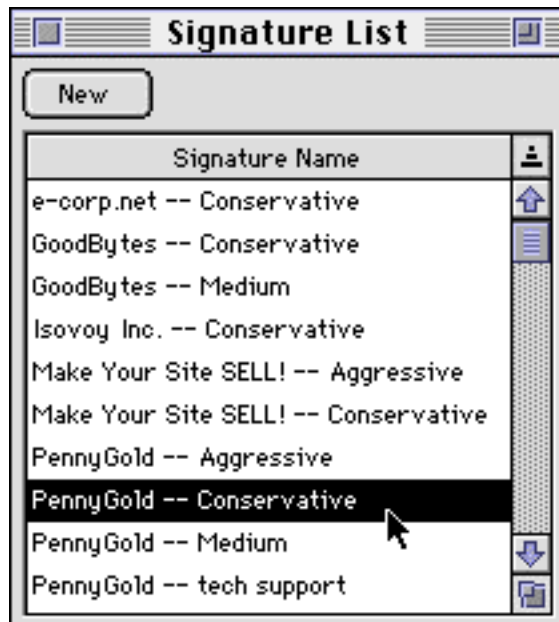 Signature List
New
Signature Name
e-corp.net -- Conservative
GoodBytes -- Conservative
GoodBytes -- Medium
Isovoy Inc. -- Conservative
Make Your Site SELL! -- Aggressive
Make Your Site SELL! -- Conservative
PennyGold -- Aggressive
PennyGold -- Conservative
PennyGold -- Medium
PennyGold -- tech support